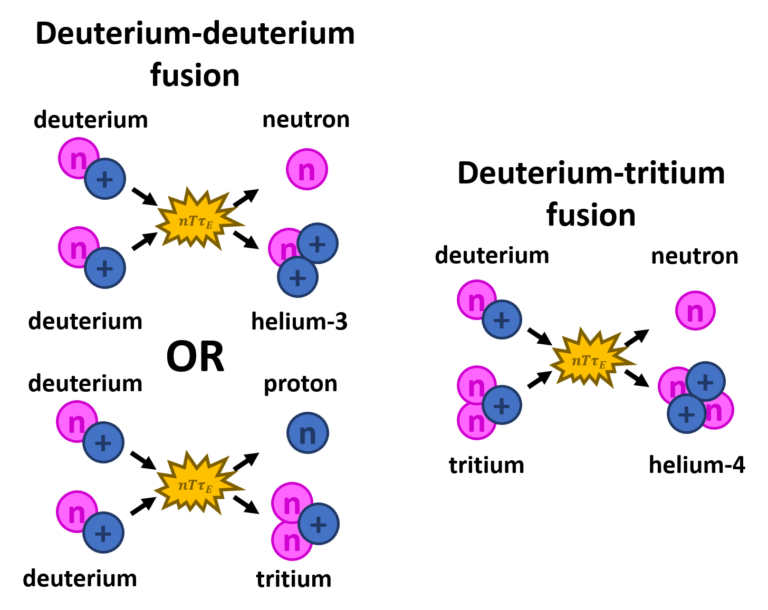 Deuterium-deuterium
fusion
deuterium
neutron
n
+
n
nTτE
n
+
n
+
+
deuterium
helium-3
OR
deuterium
proton
n
+
n
nTτE
n
+
n
+
n
deuterium
tritium
Deuterium-tritium
fusion
deuterium
neutron
n
+
n
nTτE
n
+
n
n
+
+
n
tritium
helium-4